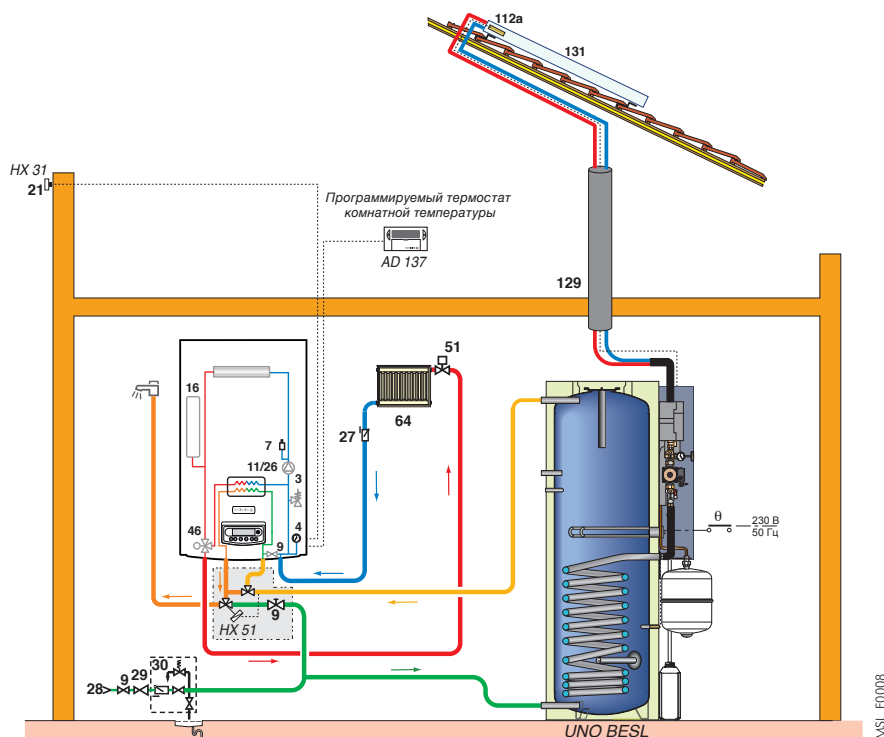 112a
131
HX 31
21
Программируемый термостат
комнатной температуры
AD 137
129
51
16
64
7
27
11/26
3
θ
230 В
50 Гц
4
46
9
HX 51
9
30
29
9
28
UNO BESL
MSL_F0008